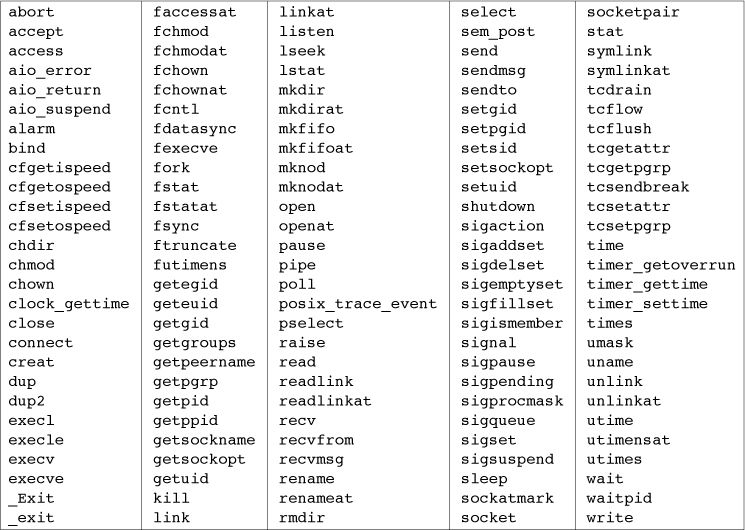 abort faccessat linkat select socketpair
accept fchmod listen sem_post stat
access fchmodat lseek send symlink
aio_error fchown lstat sendmsg symlinkat
aio_return fchownat mkdir sendto tcdrain
aio_suspend fcntl mkdirat setgid tcflow
alarm fdatasync mkfifo setpgid tcflush
bind fexecve mkfifoat setsid tcgetattr
cfgetispeed fork mknod setsockopt tcgetpgrp
cfgetospeed fstat mknodat setuid tcsendbreak
cfsetispeed fstatat open shutdown tcsetattr
cfsetospeed fsync openat sigaction tcsetpgrp
chdir ftruncate pause sigaddset time
chmod futimens pipe sigdelset timer_getoverrun
chown getegid poll sigemptyset timer_gettime
clock_gettime geteuid posix_trace_event sigfillset timer_settime
close getgid pselect sigismember times
connect getgroups raise signal umask
creat getpeername read sigpause uname
dup getpgrp readlink sigpending unlink
dup2 getpid readlinkat sigprocmask unlinkat
execl getppid recv sigqueue utime
execle getsockname recvfrom sigset utimensat
execv getsockopt recvmsg sigsuspend utimes
execve getuid rename sleep wait
_Exit kill renameat sockatmark waitpid
_exit link rmdir socket write